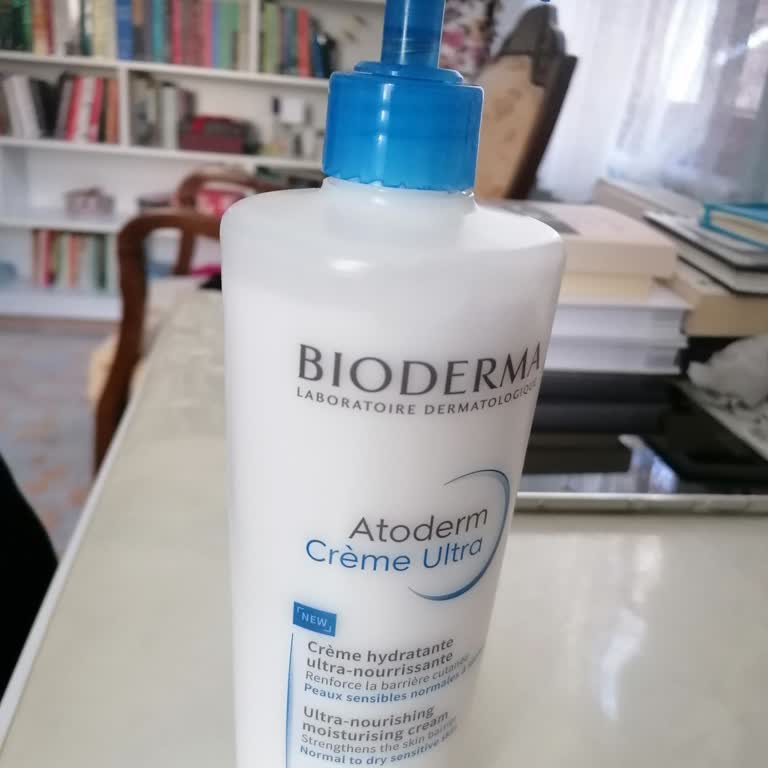 BIODERMA
LABORATOIRE DERMATOLOGIQUE
Atoderm
Crème Ultra
NEW
Crème hydratante
ultra-nourrissante
Renforce la barrière cutanée
Peaux sensibles normales à
Ultra-nourishing
moisturising cream
Strengthens the skin barrier
Normal to dry sensitive skin